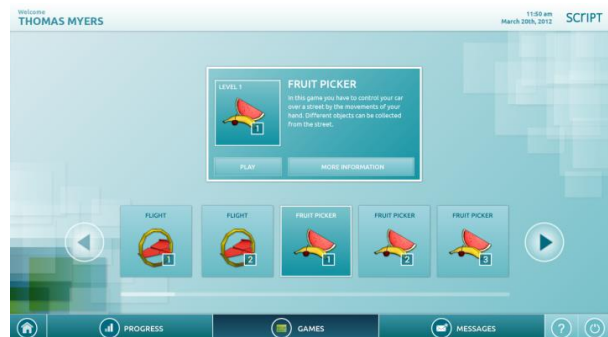 Welcome
THOMAS MYERS
11:50 am
March 20th, 2012
SCRIPT
LEVEL 1
1
FRUIT PICKER
In this game you have to control your car
over a street by the movements of your
hand. Different objects can be collected
from the street.
PLAY
MORE INFORMATION
FLIGHT
FLIGHT
FRUIT PICKER
FRUIT PICKER
FRUIT PICKER
1
2
1
2
3
PROGRESS
GAMES
MESSAGES
?